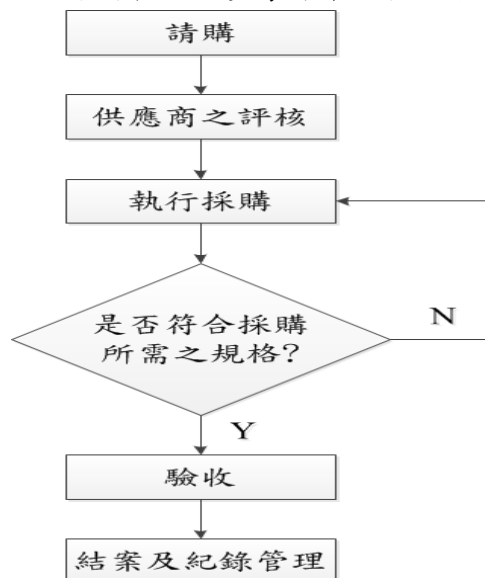 請購
供應商之評核
執行採購
是否符合採購
所需之規格?
N
Y
驗收
結案及紀錄管理